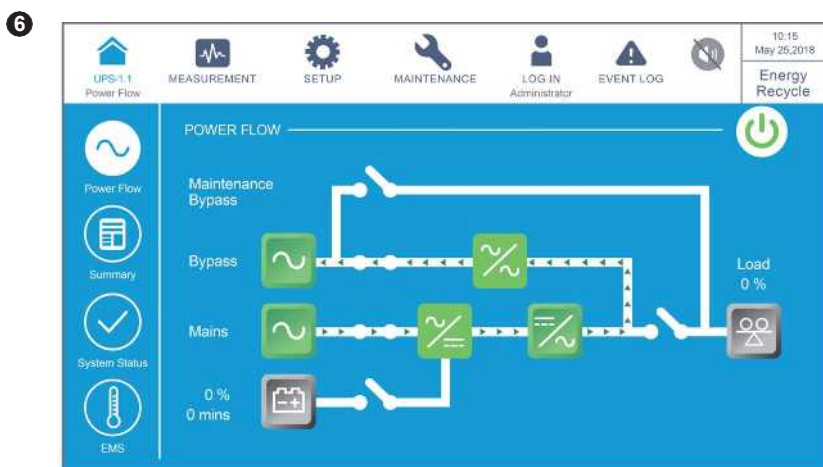 6
10:15
May 25,2018
UPS-1.1
Power Flow
MEASUREMENT
SETUP
MAINTENANCE
LOG IN
Administrator
EVENT LOG
Energy
Recycle
POWER FLOW
Power Flow
Maintenance
Bypass
Summary
Bypass
Load
0 %
Mains
System Status
0 %
0 mins
EMS